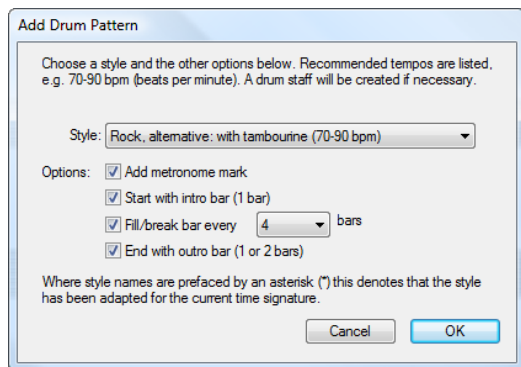 Add Drum Pattern
Choose a style and the other options below. Recommended tempos are listed,
e.g. 70-90 bpm (beats per minute). A drum staff will be created if necessary.
Style: Rock, alternative: with tambourine (70-90 bpm)
Options: Add metronome mark
Start with intro bar (1 bar)
Fill/break bar every 4 bars
End with outro bar (1 or 2 bars)
Where style names are prefaced by an asterisk (*) this denotes that the style
has been adapted for the current time signature.
Cancel OK